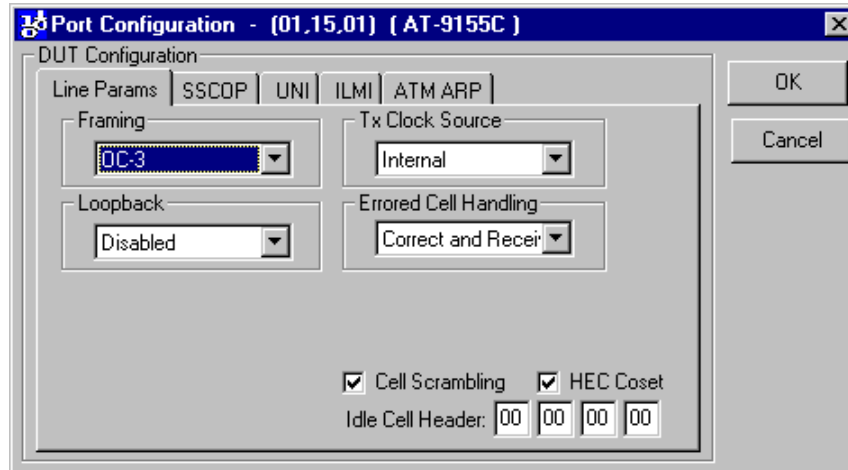 Port Configuration - (01,15,01) ( AT-9155C )
DUT Configuration
Line Params SSCOP UNI ILMI ATM ARP
OK
Cancel
Framing
OC-3
Tx Clock Source
Internal
Loopback
Disabled
Errored Cell Handling
Correct and Recei
Cell Scrambling
HEC Coset
Idle Cell Header: 00 00 00 00